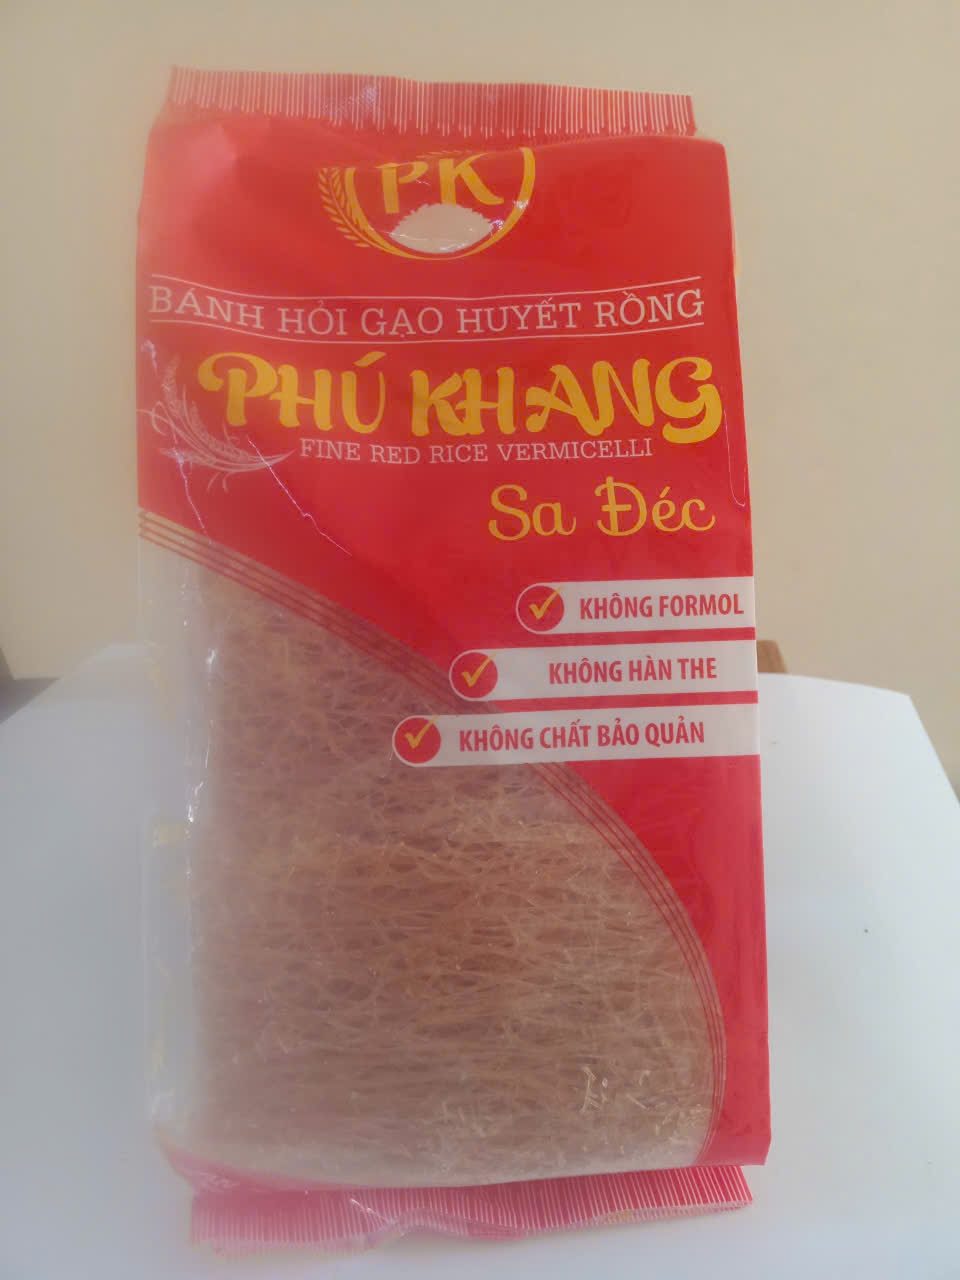 PK
BÁNH HỎI GẠO HUYẾT RỒNG
PHÚ KHANG
FINE RED RICE VERMICELLI
Sa Đéc
KHÔNG FORMOL
KHÔNG HÀN THE
KHÔNG CHẤT BẢO QUẢN